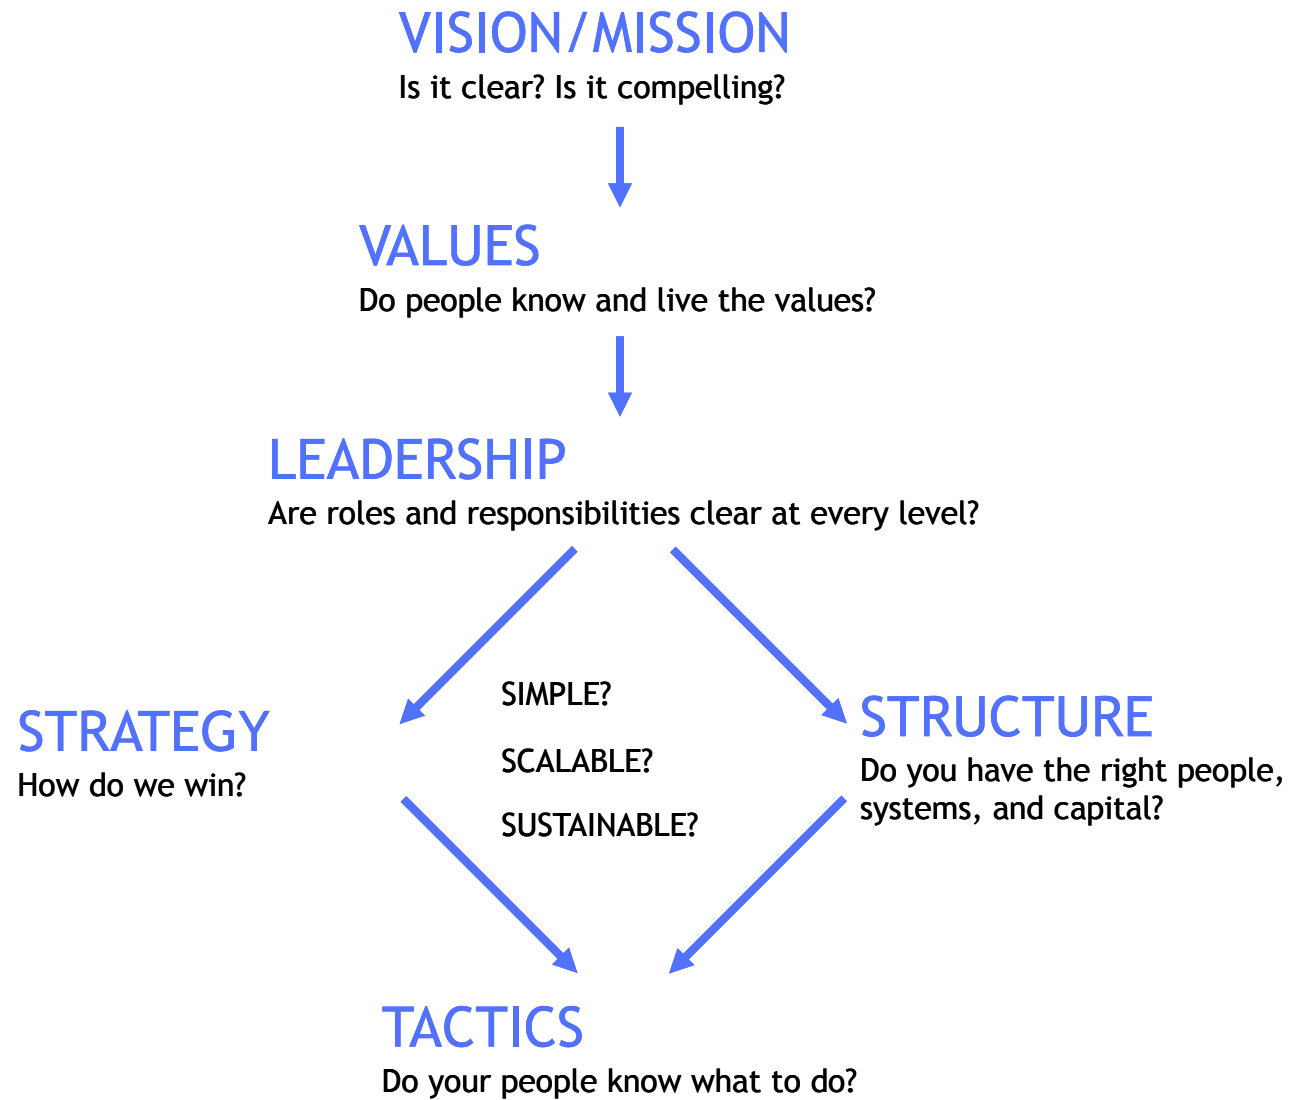 VISION/MISSION
Is it clear? Is it compelling?
VALUES
Do people know and live the values?
LEADERSHIP
Are roles and responsibilities clear at every level?
STRATEGY
How do we win?
SIMPLE?
SCALABLE?
SUSTAINABLE?
STRUCTURE
Do you have the right people,
systems, and capital?
TACTICS
Do your people know what to do?